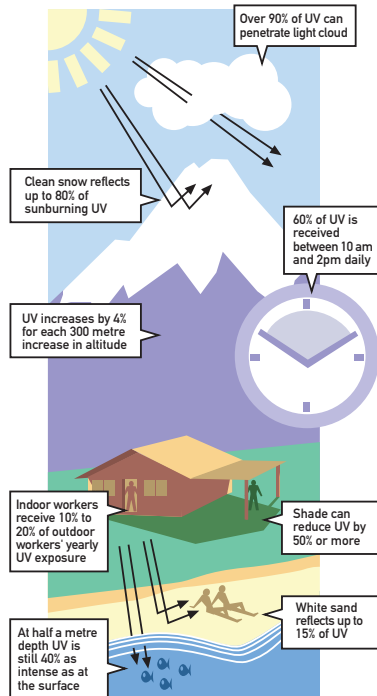 Over 90% of UV can
penetrate light cloud
Clean snow reflects
up to 80% of
sunburning UV
60% of UV is
received
between 10 am
and 2pm daily
UV increases by 4%
for each 300 metre
increase in altitude
Indoor workers
receive 10% to
20% of outdoor
workers' yearly
UV exposure
Shade can
reduce UV by
50% or more
White sand
reflects up to
15% of UV
At half a metre
depth UV is
still 40% as
intense as at
the surface